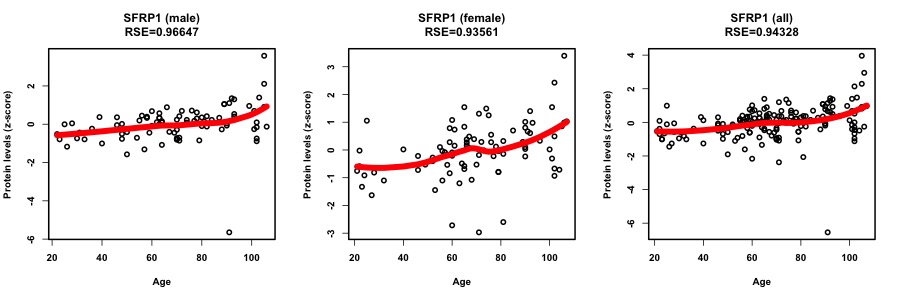 SFRP1 (male)
RSE=0.96647
Protein levels (z-score)
2
0
-2
-4
-6
20 40 60 80 100
Age
SFRP1 (female)
RSE=0.93561
Protein levels (z-score)
3
2
1
0
-1
-2
-3
20 40 60 80 100
Age
SFRP1 (all)
RSE=0.94328
Protein levels (z-score)
4
2
0
-2
-4
-6
20 40 60 80 100
Age